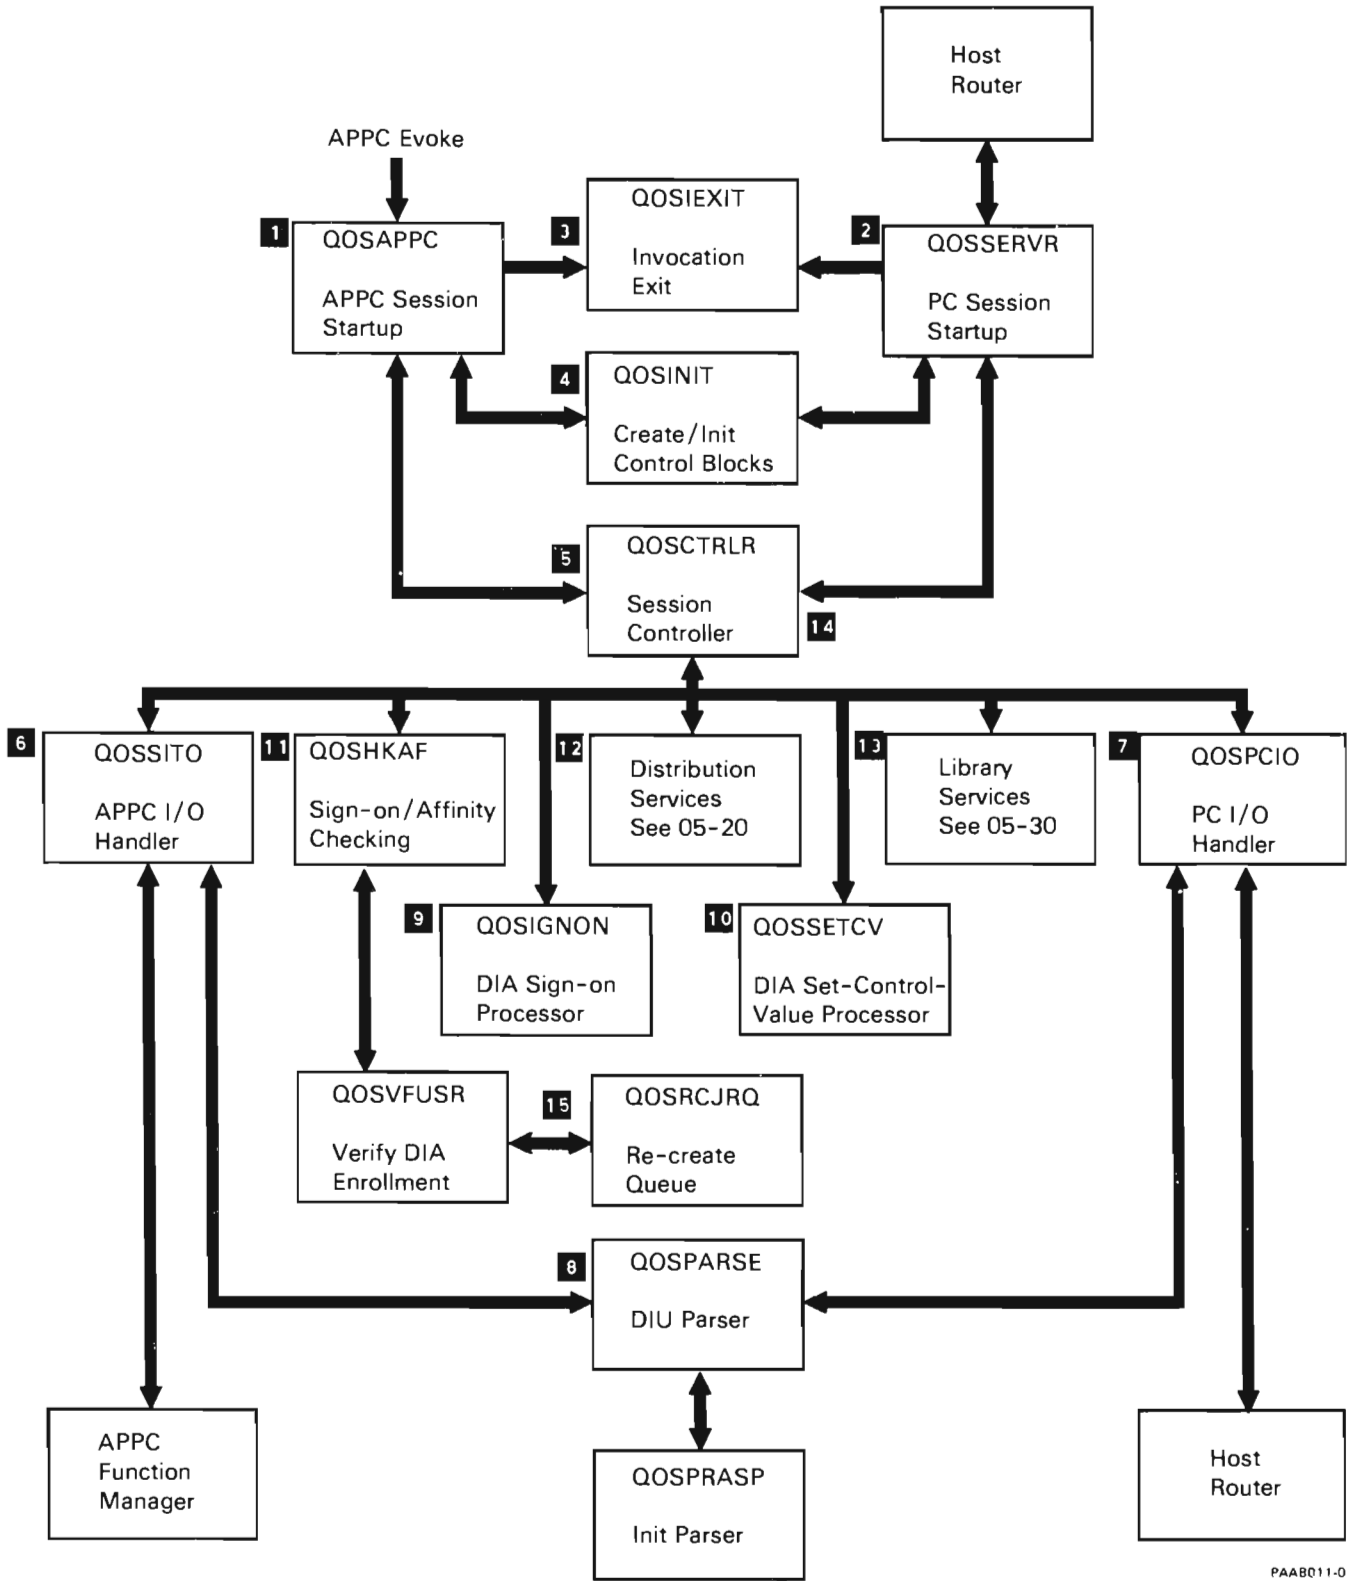 Host
Router
APPC Evoke
1
QOSAPPC
APPC Session
Startup
3
QOSIEXIT
Invocation
Exit
2
QOSSERVR
PC Session
Startup
4
QOSINIT
Create/Init
Control Blocks
5
QOSCTRLR
Session
Controller
14
6
QOSSITO
APPC I/O
Handler
11
QOSHKAF
Sign-on/Affinity
Checking
12
Distribution
Services
See 05-20
13
Library
Services
See 05-30
7
QOSPCIO
PC I/O
Handler
9
QOSIGNON
DIA Sign-on
Processor
10
QOSSETCV
DIA Set-Control-
Value Processor
QOSVFUSR
Verify DIA
Enrollment
15
QOSRCJRQ
Re-create
Queue
8
QOSPARSE
DIU Parser
APPC
Function
Manager
QOSPRASP
Init Parser
Host
Router
PAAB011-0